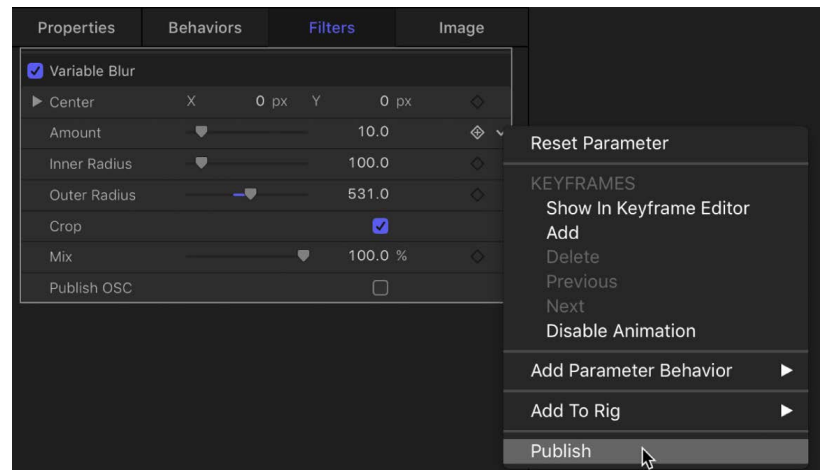 Properties Behaviors Filters Image
Variable Blur
Center X 0 px Y 0 px
Amount 10.0
Inner Radius 100.0
Outer Radius 531.0
Crop
Mix 100.0 %
Publish OSC
Reset Parameter
KEYFRAMES
Show In Keyframe Editor
Add
Delete
Previous
Next
Disable Animation
Add Parameter Behavior
Add To Rig
Publish